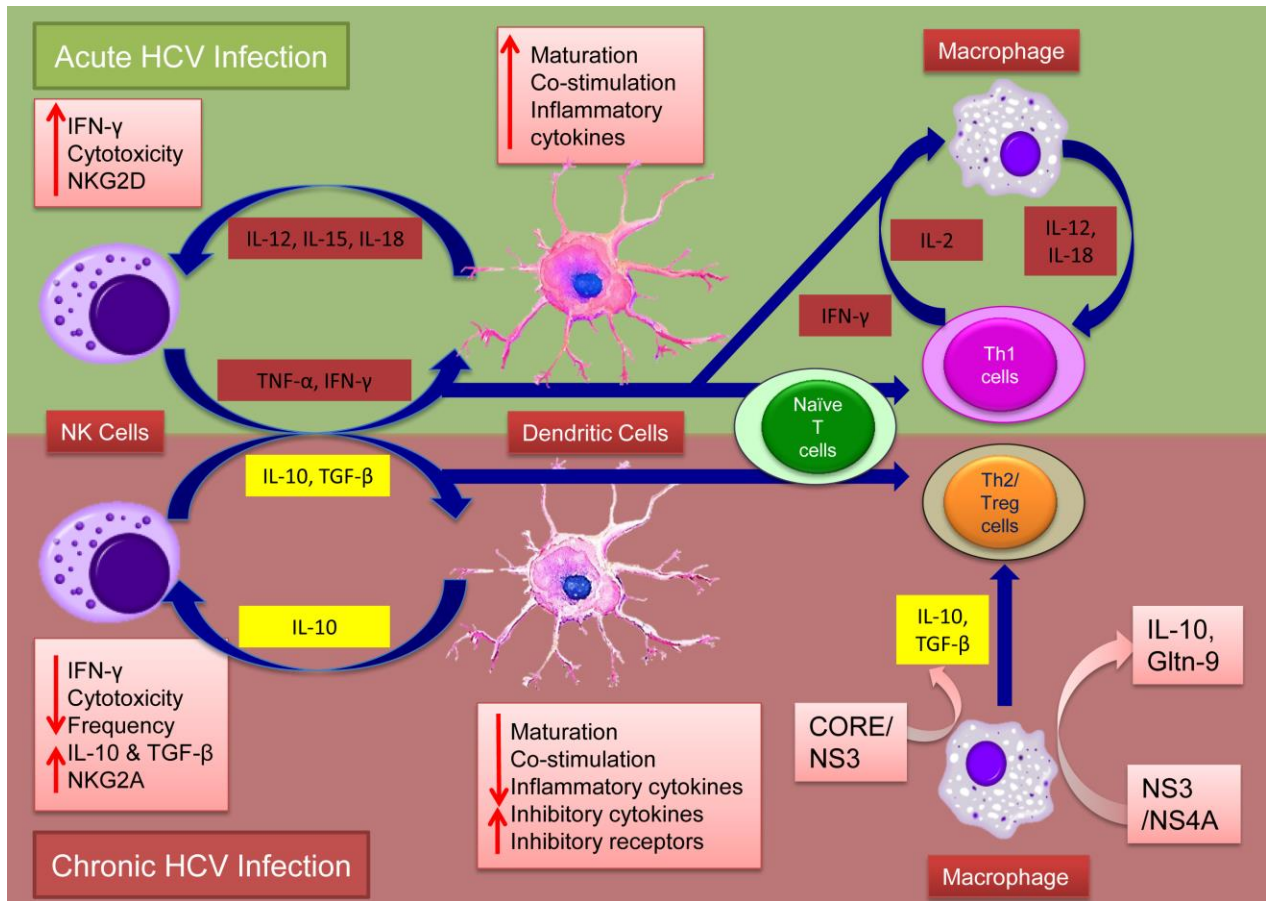 Acute HCV Infection
IFN-γ
Cytotoxicity
NKG2D
Maturation
Co-stimulation
Inflammatory
cytokines
Macrophage
IL-12, IL-15, IL-18
IL-2
IL-12,
IL-18
IFN-γ
TNF-α, IFN-γ
Th1
cells
NK Cells
Dendritic Cells
Naïve
T
cells
IL-10, TGF-β
Th2/
Treg
cells
IL-10
IL-10,
TGF-β
IL-10,
Gltn-9
IFN-γ
Cytotoxicity
Frequency
IL-10 & TGF-β
NKG2A
Maturation
Co-stimulation
Inflammatory cytokines
Inhibitory cytokines
Inhibitory receptors
CORE/
NS3
NS3
/NS4A
Chronic HCV Infection
Macrophage